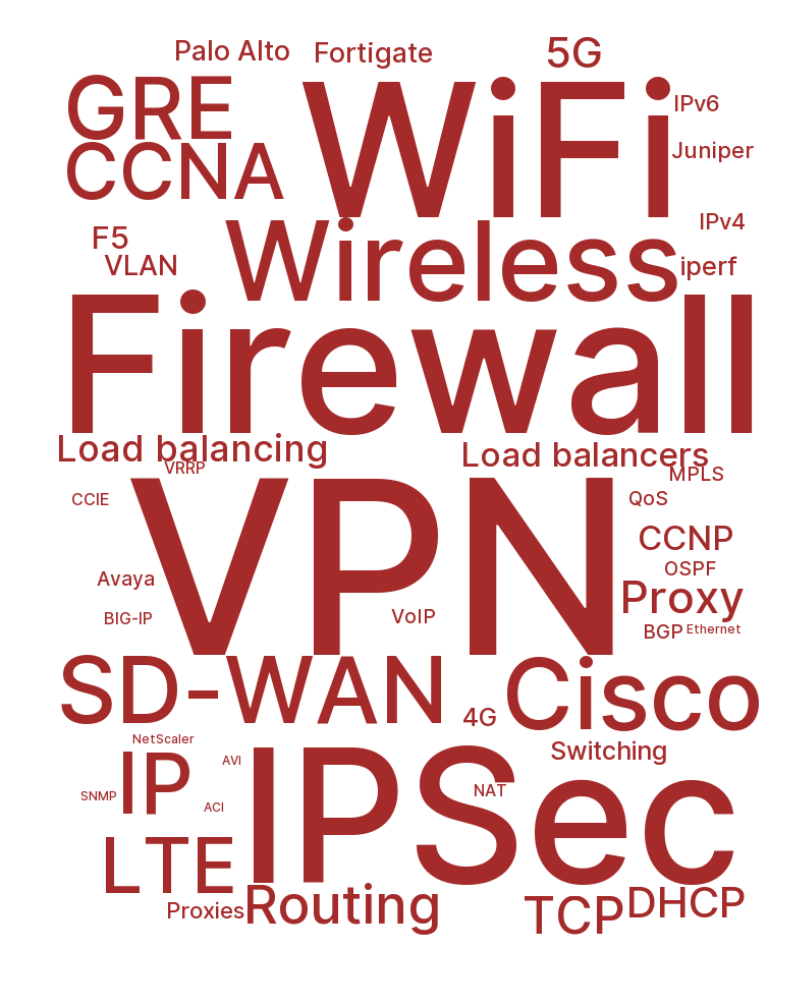 Palo Alto
Fortigate
5G
GRE
WiFi
IPv6
CCNA
Juniper
F5
VLAN
Wireless
IPv4
iperf
Firewall
Load balancing
Load balancers
VRRP
MPLS
CCIE
VPN
QoS
CCNP
Avaya
OSPF
Proxy
BIG-IP
VoIP
BGP
Ethernet
SD-WAN
4G
Cisco
NetScaler
Switching
IP
AVI
IPSec
SNMP
ACI
NAT
LTE
Proxies
Routing
TCP
DHCP